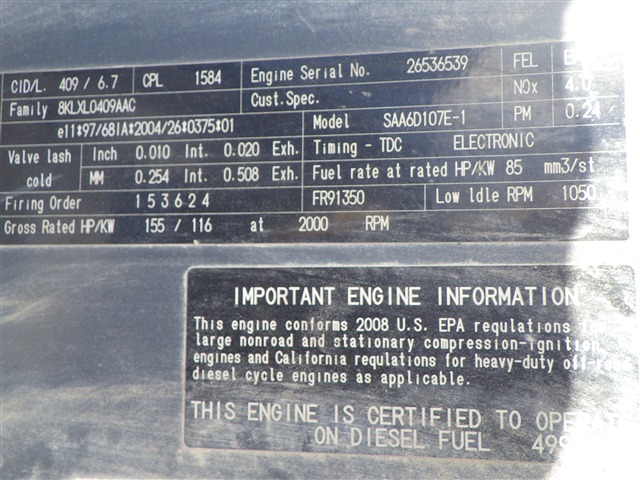 CID/L. 409 / 6.7 CPL 1584 Engine Serial No. 26536539 FEL
Family 8KLXL0409AAC Cust.Spec. NOx 4.0
e11*97/68IA*2004/26*0375*01 Model SAA6D107E-1 PM 0.24
Valve lash Inch 0.010 Int. 0.020 Exh. Timing - TDC ELECTRONIC
cold MM 0.254 Int. 0.508 Exh. Fuel rate at rated HP/KW 85 mm3/st
Firing Order 1 5 3 6 2 4 FR91350 Low Idle RPM 1050
Gross Rated HP/KW 155 / 116 at 2000 RPM
IMPORTANT ENGINE INFORMATION
This engine conforms 2008 U.S. EPA requlations
large nonroad and stationary compression-ignition
engines and California requlations for heavy-duty
diesel cycle engines as applicable.
THIS ENGINE IS CERTIFIED TO
ON DIESEL FUEL 499